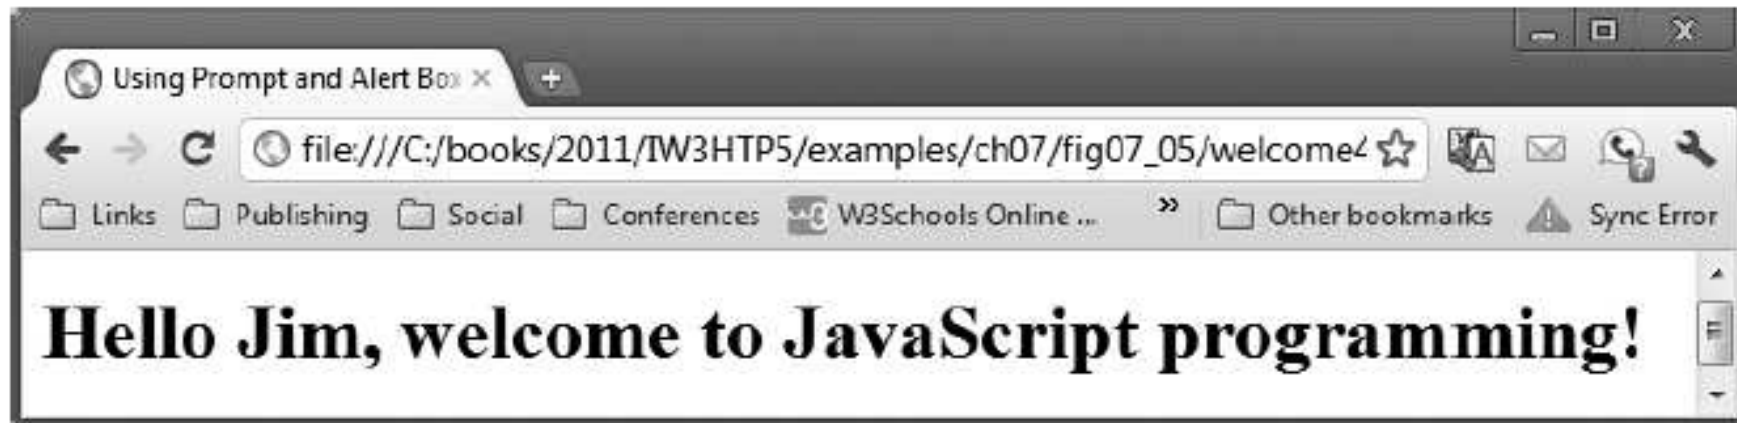 Using Prompt and Alert Box
file:///C:/books/2011/IW3HTP5/examples/ch07/fig07_05/welcome4
Links Publishing Social Conferences W3Schools Online ... » Other bookmarks Sync Error
Hello Jim, welcome to JavaScript programming!